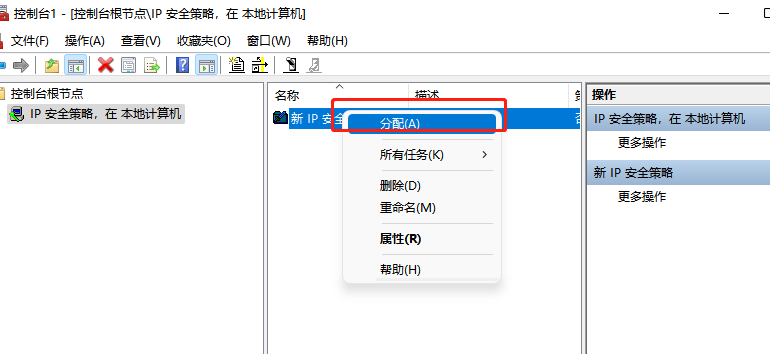 控制台1 - [控制台根节点\IP 安全策略，在 本地计算机]
文件(F) 操作(A) 查看(V) 收藏夹(O) 窗口(W) 帮助(H)
控制台根节点
IP 安全策略，在 本地计算机
名称 描述
新 IP 安全
分配(A)
所有任务(K)
删除(D)
重命名(M)
属性(R)
帮助(H)
操作
IP 安全策略，在 本地计算机
更多操作
新 IP 安全策略
更多操作